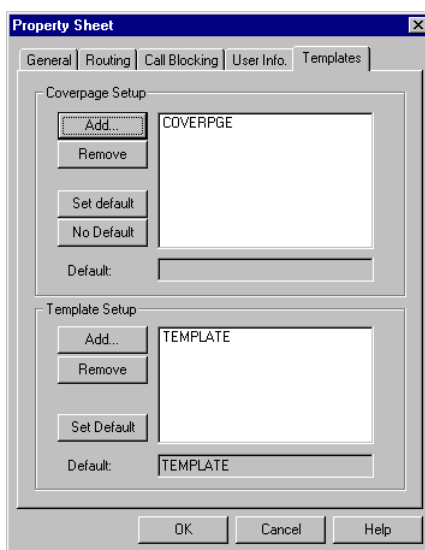 Property Sheet
General Routing Call Blocking User Info. Templates
Coverpage Setup
Add...
COVERPGE
Remove
Set default
No Default
Default:
Template Setup
Add...
TEMPLATE
Remove
Set Default
Default:
TEMPLATE
OK Cancel Help